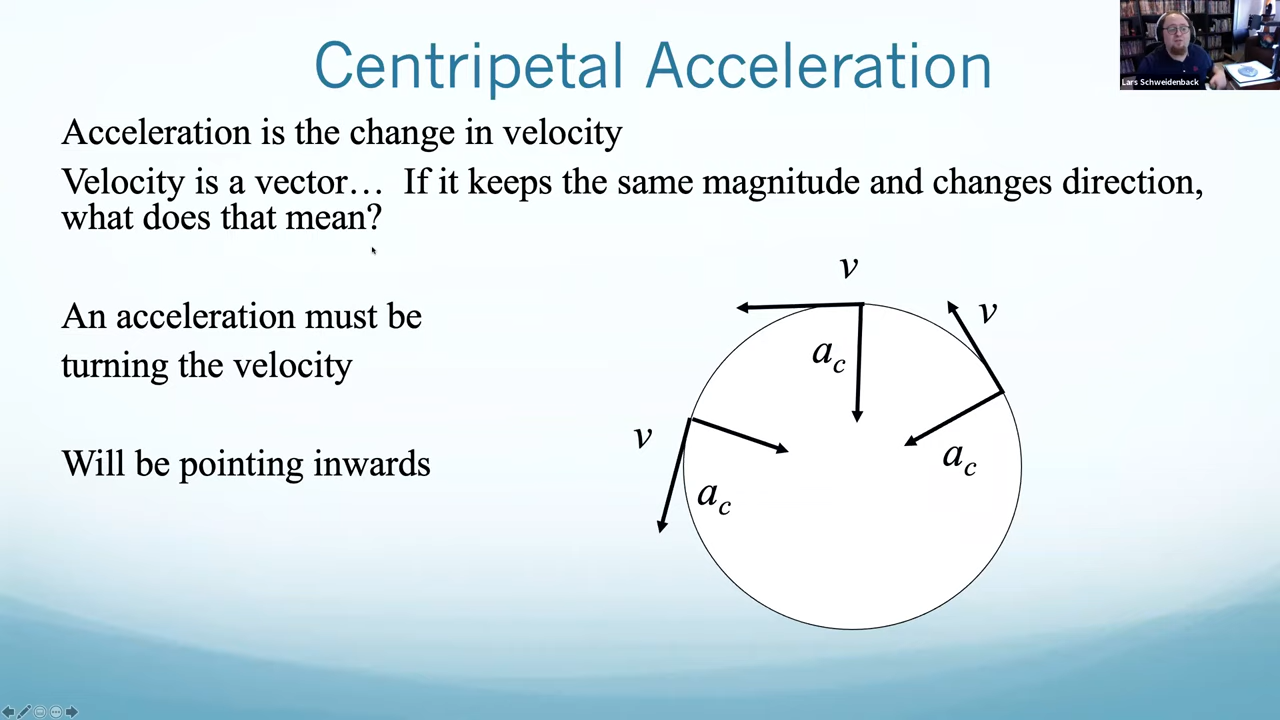 Centripetal Acceleration
Lars Schweidenback
Acceleration is the change in velocity
Velocity is a vector… If it keeps the same magnitude and changes direction,
what does that mean?
An acceleration must be
turning the velocity
Will be pointing inwards
v
v
a_c
v
a_c
a_c